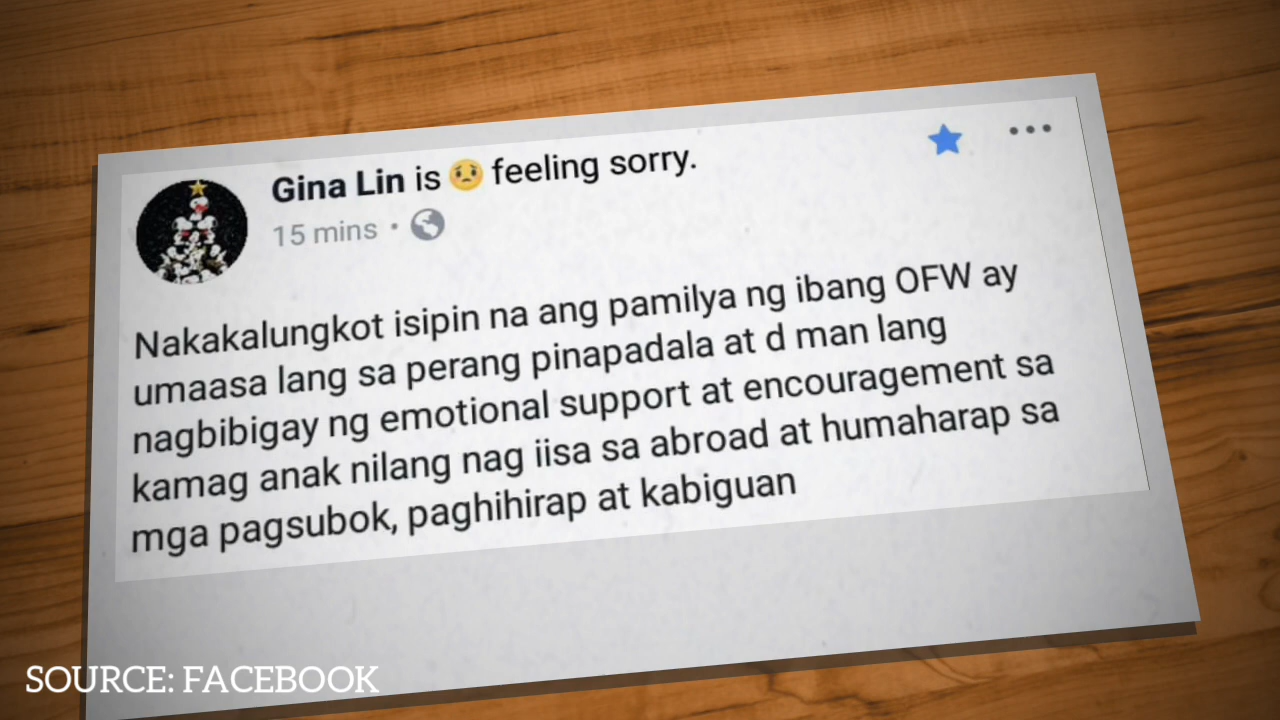 Gina Lin is 😟 feeling sorry.
15 mins ·
Nakakalungkot isipin na ang pamilya ng ibang OFW ay
umaasa lang sa perang pinapadala at d man lang
nagbibigay ng emotional support at encouragement sa
kamag anak nilang nag iisa sa abroad at humaharap sa
mga pagsubok, paghihirap at kabiguan
SOURCE: FACEBOOK